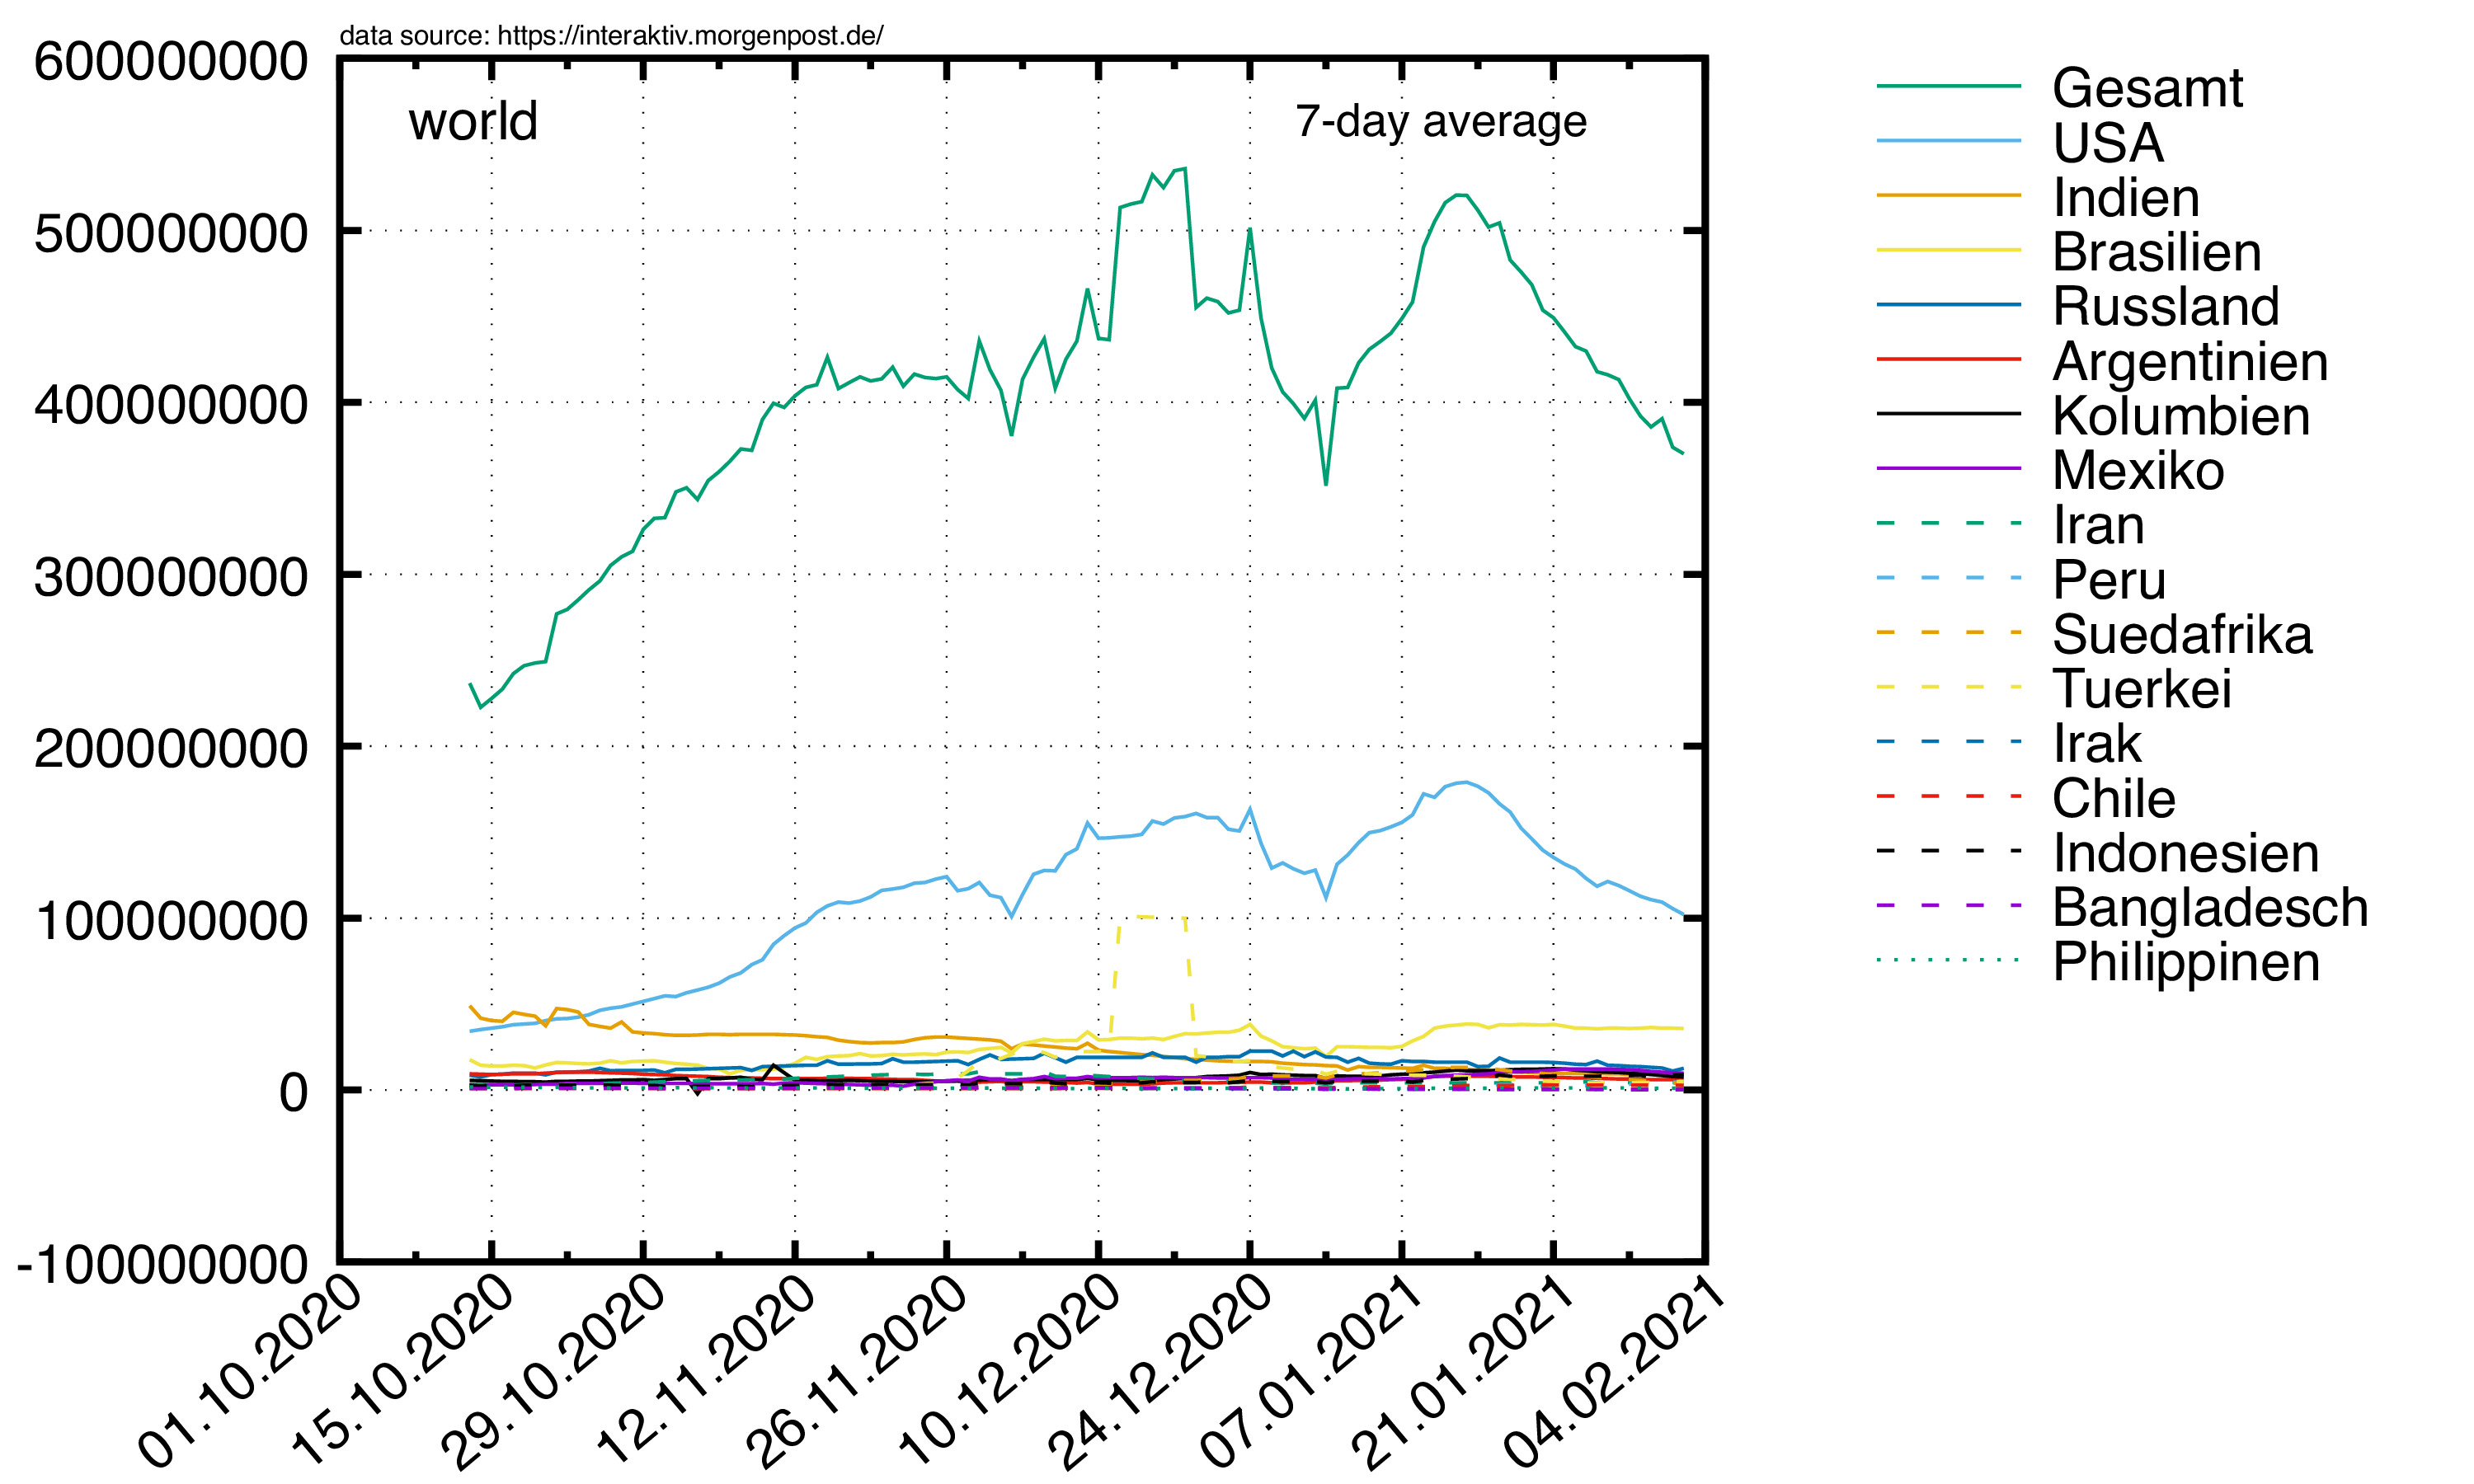 data source: https://interaktiv.morgenpost.de/
world
7-day average
600000000
500000000
400000000
300000000
200000000
100000000
0
-100000000
01.10.2020
15.10.2020
29.10.2020
12.11.2020
26.11.2020
10.12.2020
24.12.2020
07.01.2021
21.01.2021
04.02.2021
Gesamt
USA
Indien
Brasilien
Russland
Argentinien
Kolumbien
Mexiko
Iran
Peru
Suedafrika
Tuerkei
Irak
Chile
Indonesien
Bangladesch
Philippinen